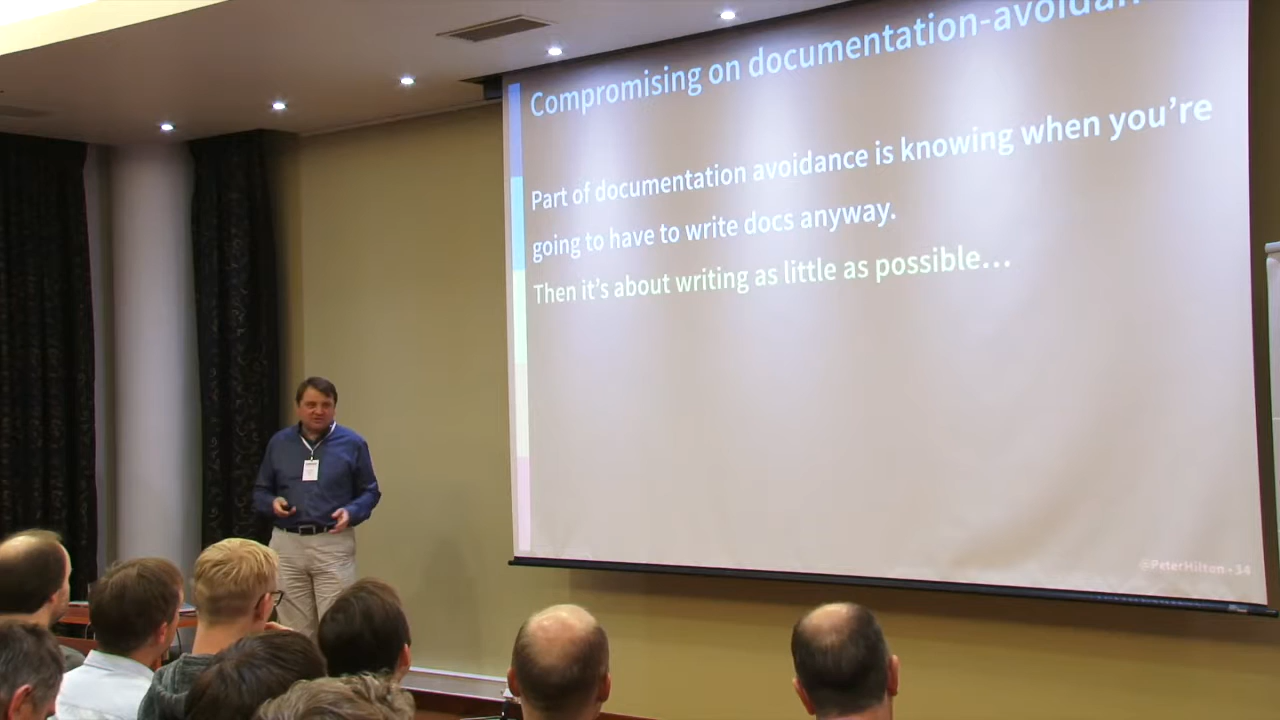 Compromising on documentation-avoidan
Part of documentation avoidance is knowing when you’re
going to have to write docs anyway.
Then it’s about writing as little as possible…
@PeterHilton • 34